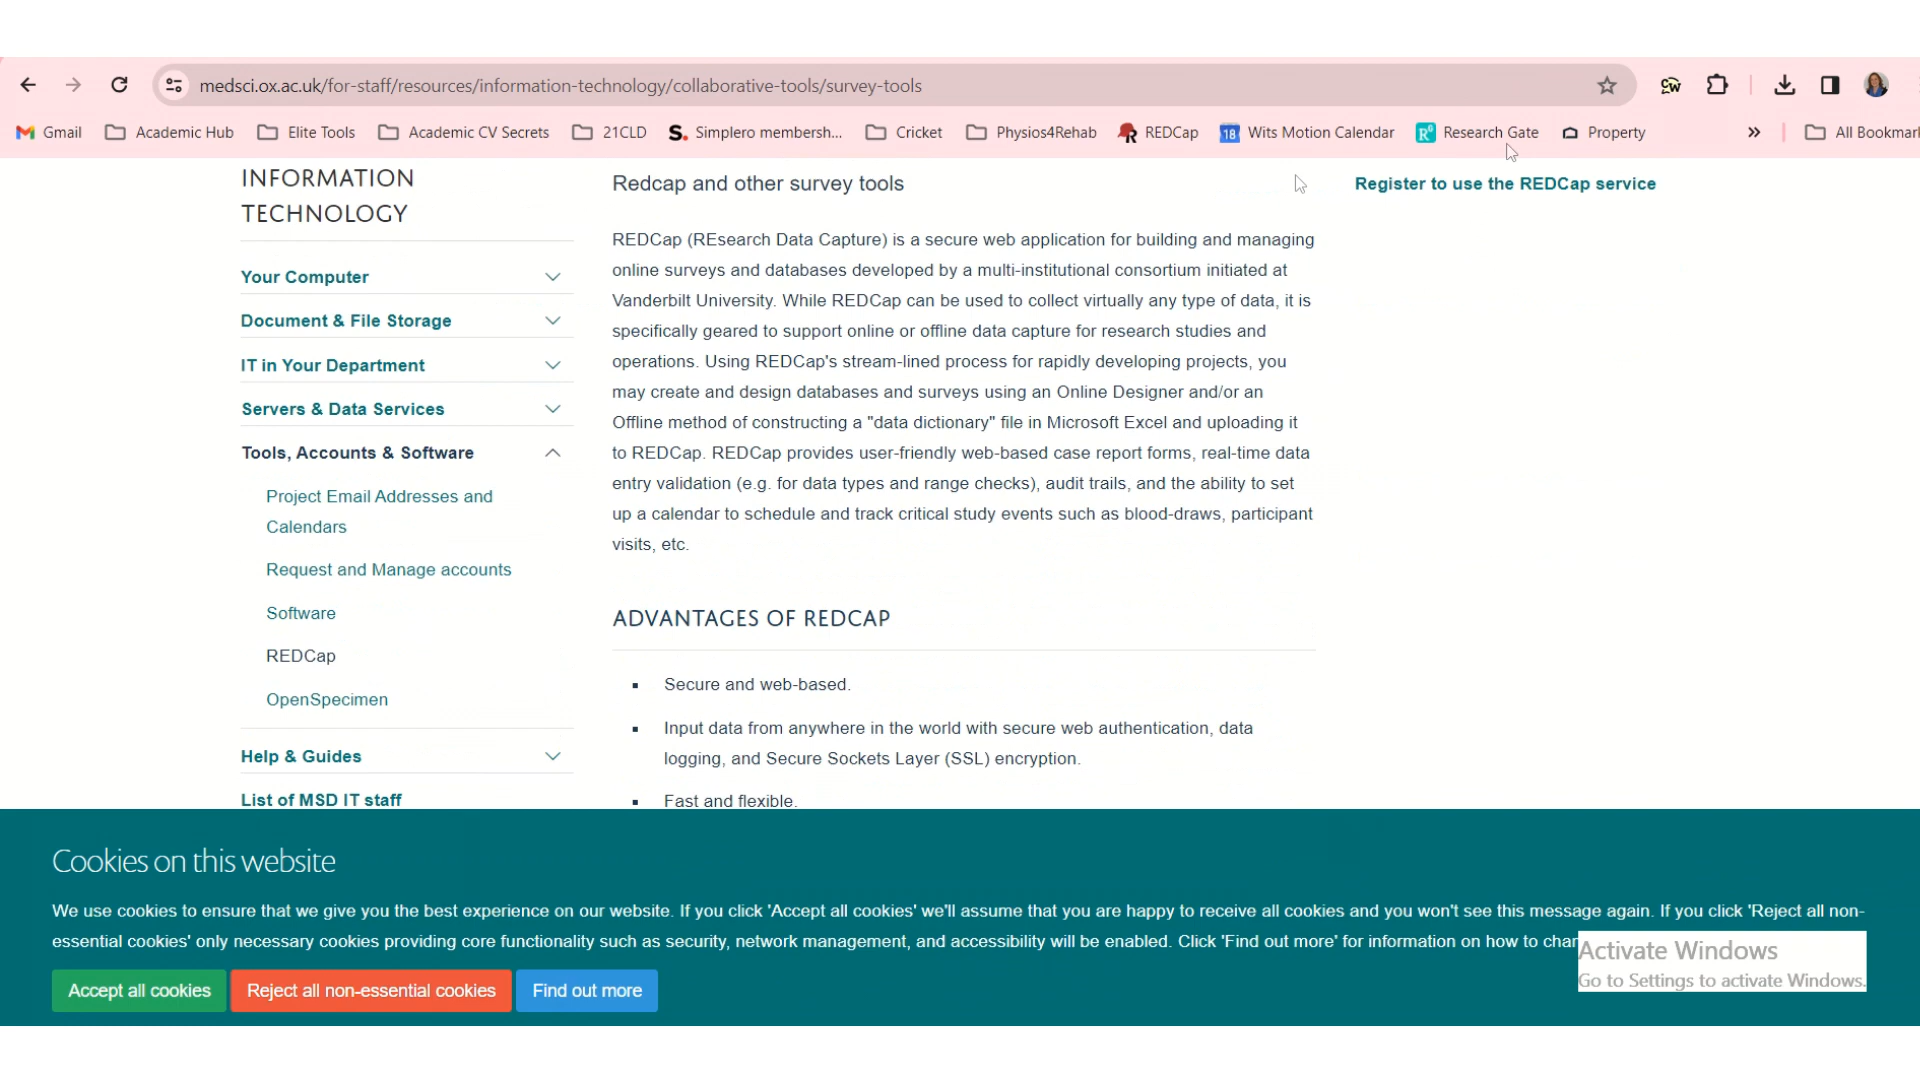 medsci.ox.ac.uk/for-staff/resources/information-technology/collaborative-tools/survey-tools
Gmail Academic Hub Elite Tools Academic CV Secrets 21CLD S. Simplero membersh... Cricket Physios4Rehab REDCap 18 Wits Motion Calendar Research Gate Property » All Bookmar
INFORMATION
TECHNOLOGY
Your Computer
Document & File Storage
IT in Your Department
Servers & Data Services
Tools, Accounts & Software
Project Email Addresses and
Calendars
Request and Manage accounts
Software
REDCap
OpenSpecimen
Help & Guides
List of MSD IT staff
Redcap and other survey tools
REDCap (REsearch Data Capture) is a secure web application for building and managing
online surveys and databases developed by a multi-institutional consortium initiated at
Vanderbilt University. While REDCap can be used to collect virtually any type of data, it is
specifically geared to support online or offline data capture for research studies and
operations. Using REDCap's stream-lined process for rapidly developing projects, you
may create and design databases and surveys using an Online Designer and/or an
Offline method of constructing a "data dictionary" file in Microsoft Excel and uploading it
to REDCap. REDCap provides user-friendly web-based case report forms, real-time data
entry validation (e.g. for data types and range checks), audit trails, and the ability to set
up a calendar to schedule and track critical study events such as blood-draws, participant
visits, etc.
ADVANTAGES OF REDCAP
▪ Secure and web-based.
▪ Input data from anywhere in the world with secure web authentication, data
logging, and Secure Sockets Layer (SSL) encryption.
▪ Fast and flexible.
Register to use the REDCap service
Cookies on this website
We use cookies to ensure that we give you the best experience on our website. If you click 'Accept all cookies' we'll assume that you are happy to receive all cookies and you won't see this message again. If you click 'Reject all non-
essential cookies' only necessary cookies providing core functionality such as security, network management, and accessibility will be enabled. Click 'Find out more' for information on how to chan
Accept all cookies Reject all non-essential cookies Find out more
Activate Windows
Go to Settings to activate Windows.